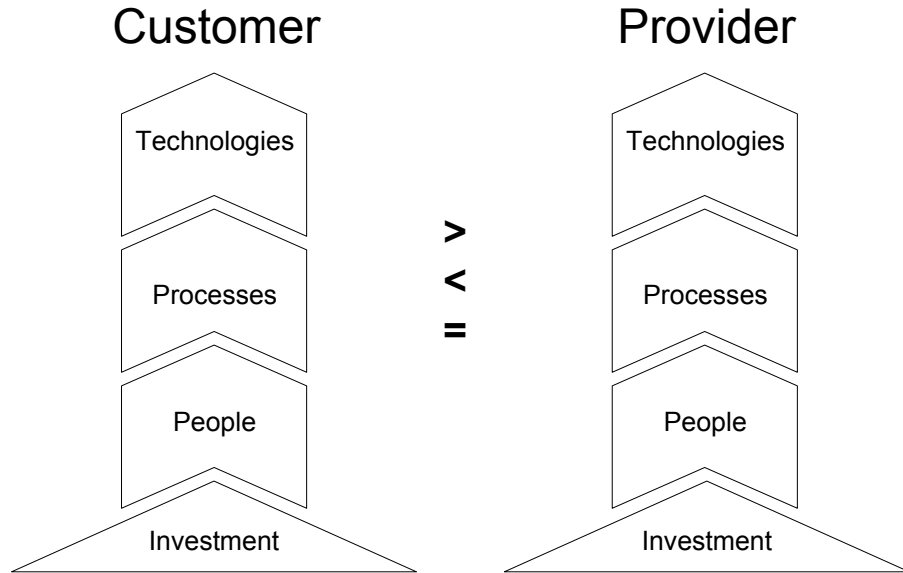 Customer
Provider
Technologies
Technologies
>
<
=
Processes
Processes
People
People
Investment
Investment